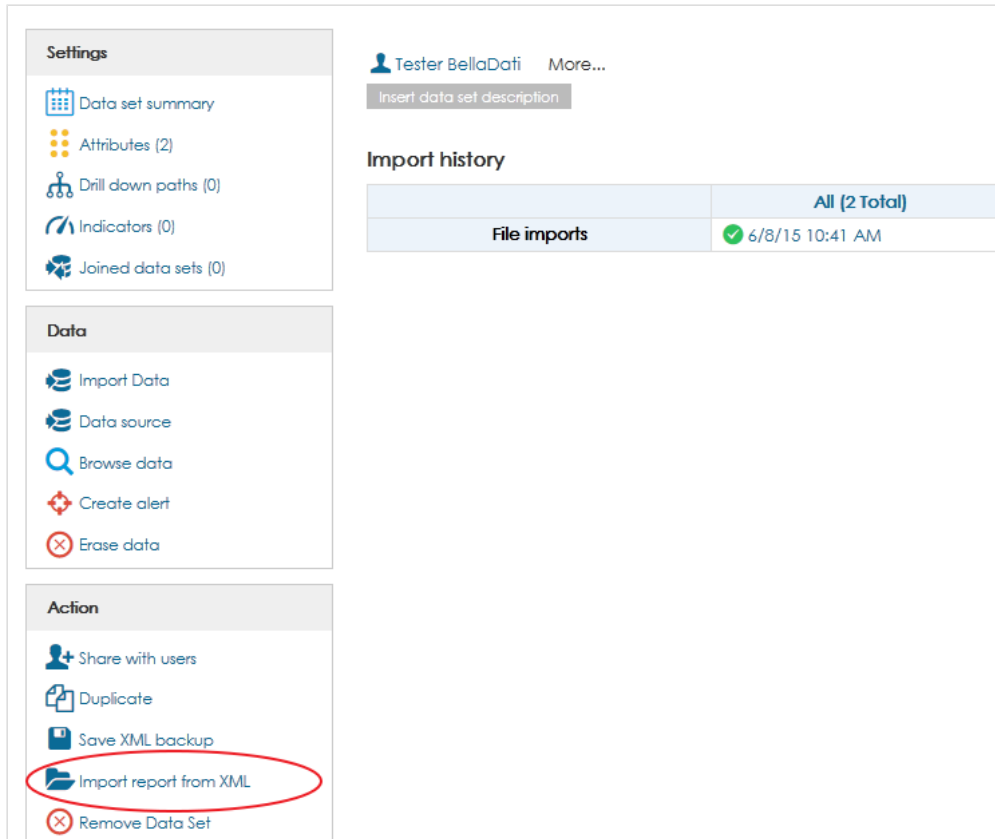 Settings
Data set summary
Attributes (2)
Drill down paths (0)
Indicators (0)
Joined data sets (0)
Data
Import Data
Data source
Browse data
Create alert
Erase data
Action
Share with users
Duplicate
Save XML backup
Import report from XML
Remove Data Set
Tester BellaDati More...
Insert data set description
Import history
All (2 Total)
File imports 6/8/15 10:41 AM